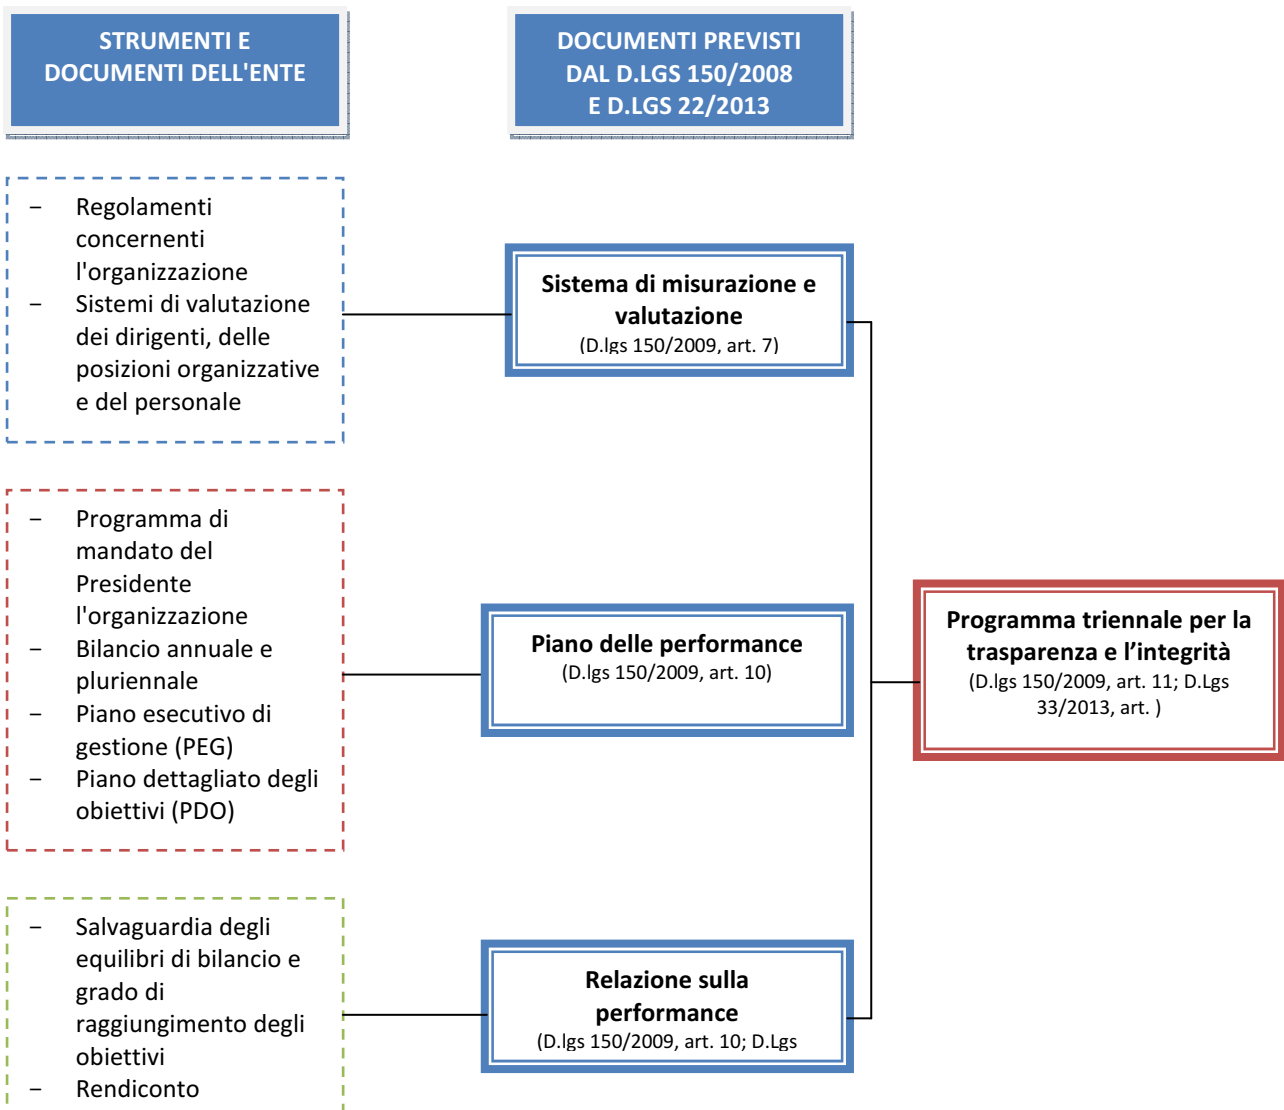 STRUMENTI E
DOCUMENTI DELL'ENTE
DOCUMENTI PREVISTI
DAL D.LGS 150/2008
E D.LGS 22/2013
– Regolamenti
concernenti
l'organizzazione
– Sistemi di valutazione
dei dirigenti, delle
posizioni organizzative
e del personale
Sistema di misurazione e
valutazione
(D.lgs 150/2009, art. 7)
– Programma di
mandato del
Presidente
l'organizzazione
– Bilancio annuale e
pluriennale
– Piano esecutivo di
gestione (PEG)
– Piano dettagliato degli
obiettivi (PDO)
Piano delle performance
(D.lgs 150/2009, art. 10)
Programma triennale per la
trasparenza e l’integrità
(D.lgs 150/2009, art. 11; D.Lgs
33/2013, art. )
– Salvaguardia degli
equilibri di bilancio e
grado di
raggiungimento degli
obiettivi
– Rendiconto
Relazione sulla
performance
(D.lgs 150/2009, art. 10; D.Lgs